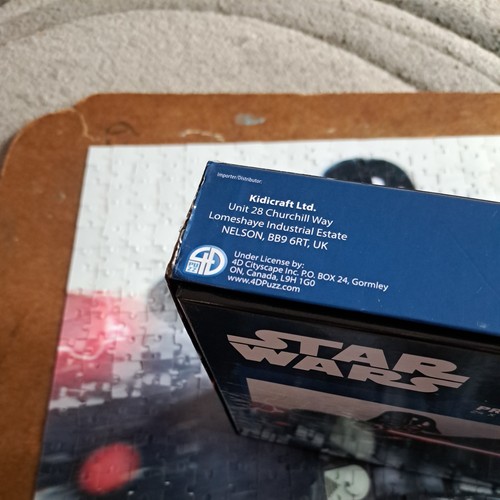 Importer/Distributor:
Kidicraft Ltd.
Unit 28 Churchill Way
Lomeshaye Industrial Estate
NELSON, BB9 6RT, UK
Under License by:
4D Cityscape Inc. P.O. BOX 24, Gormley
ON, Canada, L9H 1G0
www.4DPuzz.com
STAR
WARS